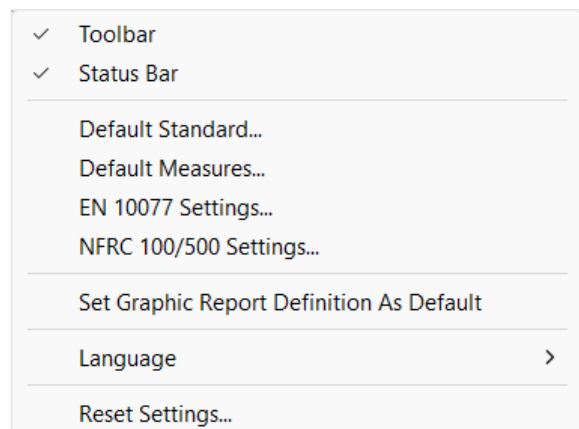 Toolbar
Status Bar
Default Standard...
Default Measures...
EN 10077 Settings...
NFRC 100/500 Settings...
Set Graphic Report Definition As Default
Language
Reset Settings...